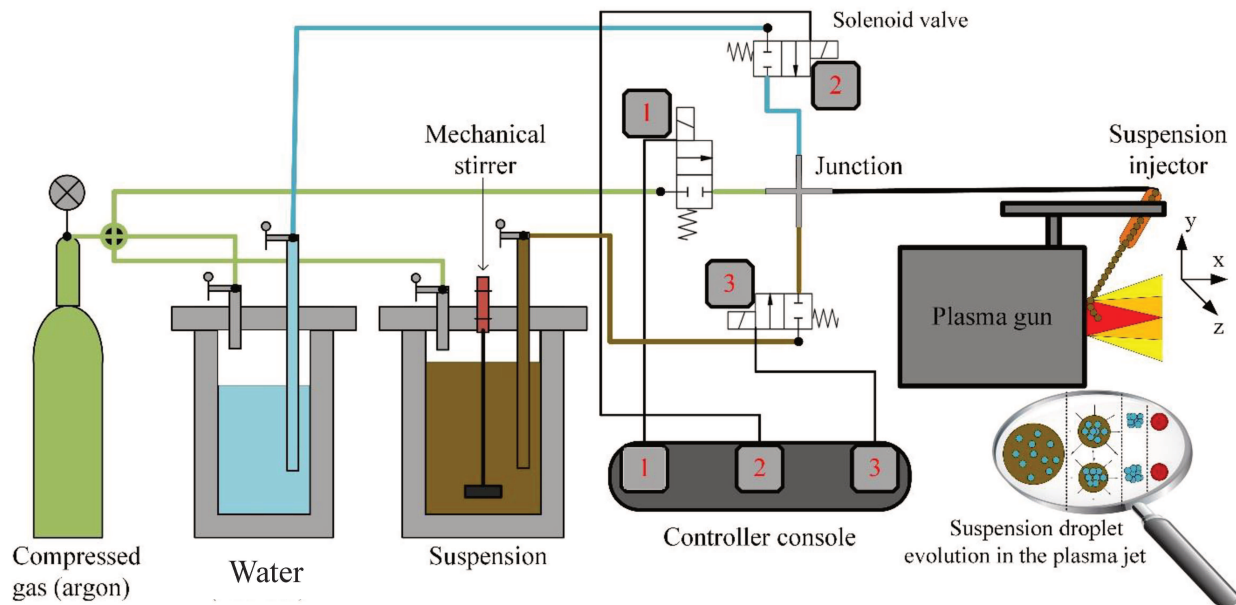 Solenoid valve
2
1
Mechanical
stirrer
Junction
Suspension
injector
3
y
x
z
Plasma gun
1
2
3
Controller console
Compressed
gas (argon)
Water
Suspension
Suspension droplet
evolution in the plasma jet